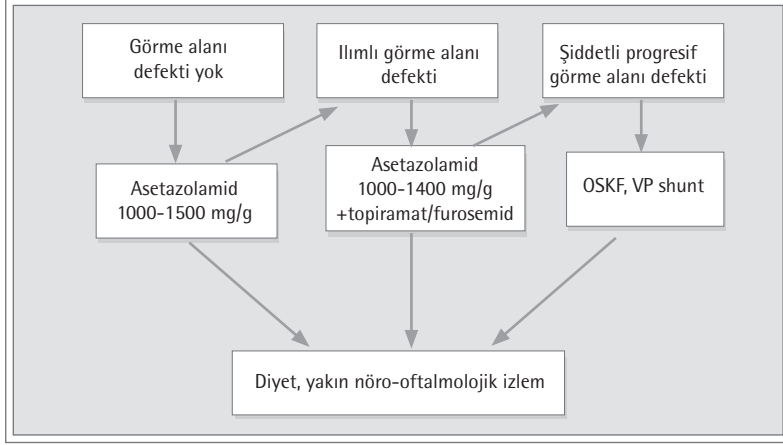 Görme alanı
defekti yok
Ilımlı görme alanı
defekti
Şiddetli progresif
görme alanı defekti
Asetazolamid
1000-1500 mg/g
Asetazolamid
1000-1400 mg/g
+topiramat/furosemid
OSKF, VP shunt
Diyet, yakın nöro-oftalmolojik izlem